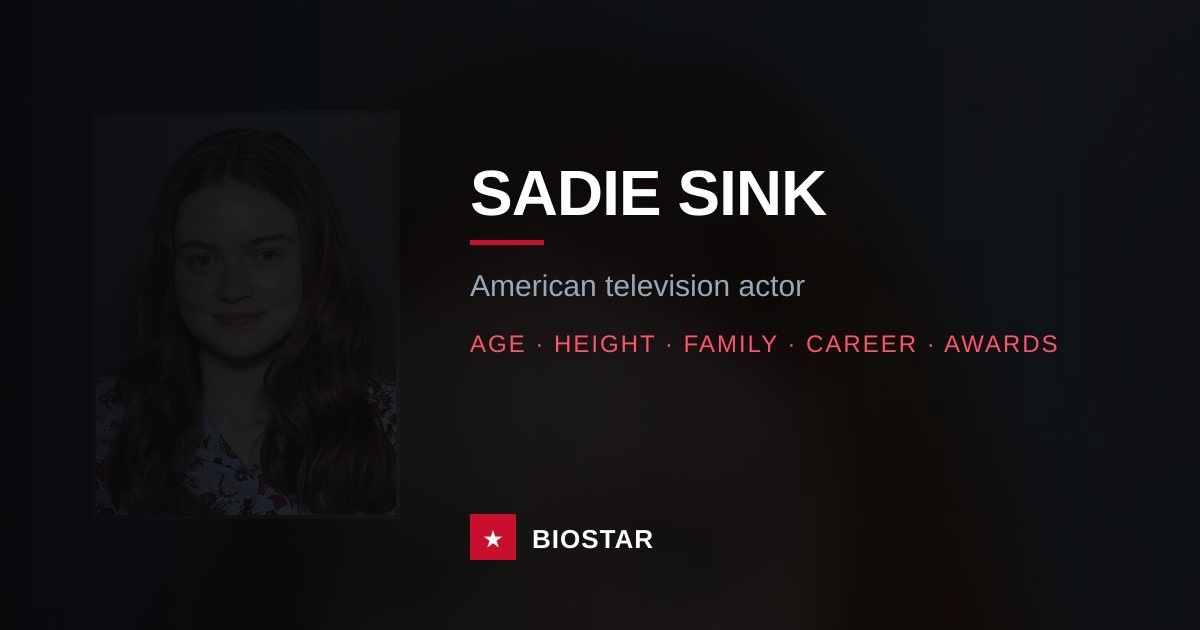 SADIE SINK
American television actor
AGE · HEIGHT · FAMILY · CAREER · AWARDS
BIOSTAR